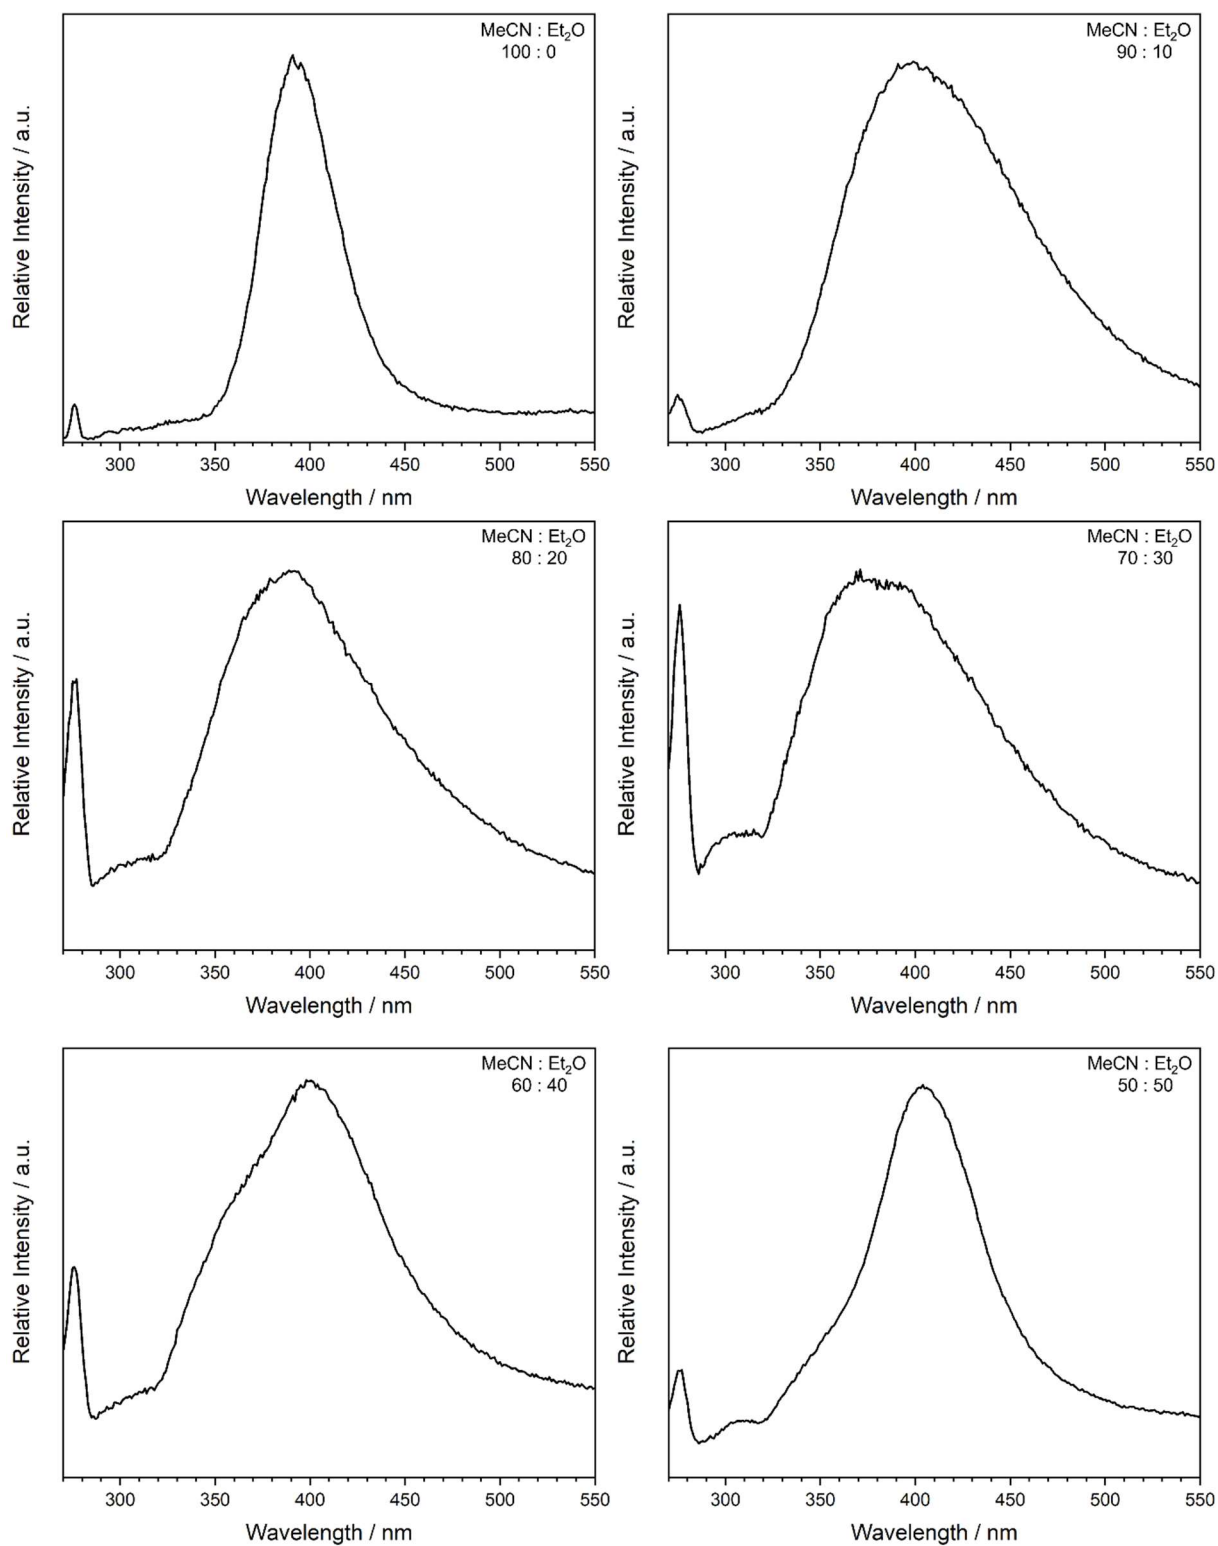 MeCN : Et₂O
100 : 0
Relative Intensity / a.u.
300 350 400 450 500 550
Wavelength / nm
MeCN : Et₂O
90 : 10
Relative Intensity / a.u.
300 350 400 450 500 550
Wavelength / nm
MeCN : Et₂O
80 : 20
Relative Intensity / a.u.
300 350 400 450 500 550
Wavelength / nm
MeCN : Et₂O
70 : 30
Relative Intensity / a.u.
300 350 400 450 500 550
Wavelength / nm
MeCN : Et₂O
60 : 40
Relative Intensity / a.u.
300 350 400 450 500 550
Wavelength / nm
MeCN : Et₂O
50 : 50
Relative Intensity / a.u.
300 350 400 450 500 550
Wavelength / nm